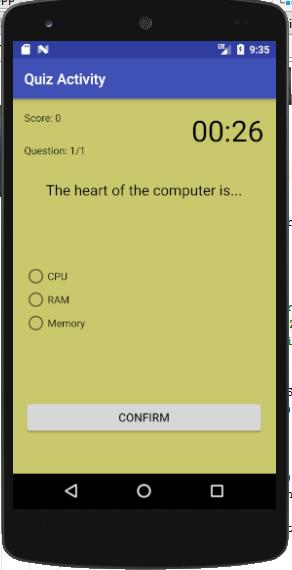 9:35
Quiz Activity
Score: 0
00:26
Question: 1/1
The heart of the computer is...
CPU
RAM
Memory
CONFIRM